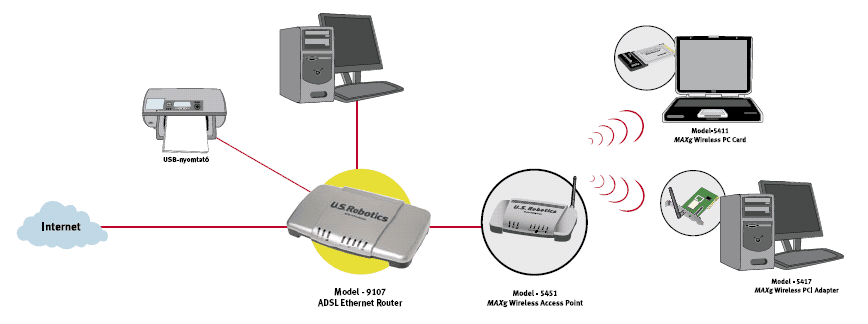 USB-nyomtató
Internet
U.S.Robotics
Model - 9107
ADSL Ethernet Router
U.S.Robotics
Model • 5451
MAXg Wireless Access Point
Model•5411
MAXg Wireless PC Card
Model •5417
MAXg Wireless PCi Adapter